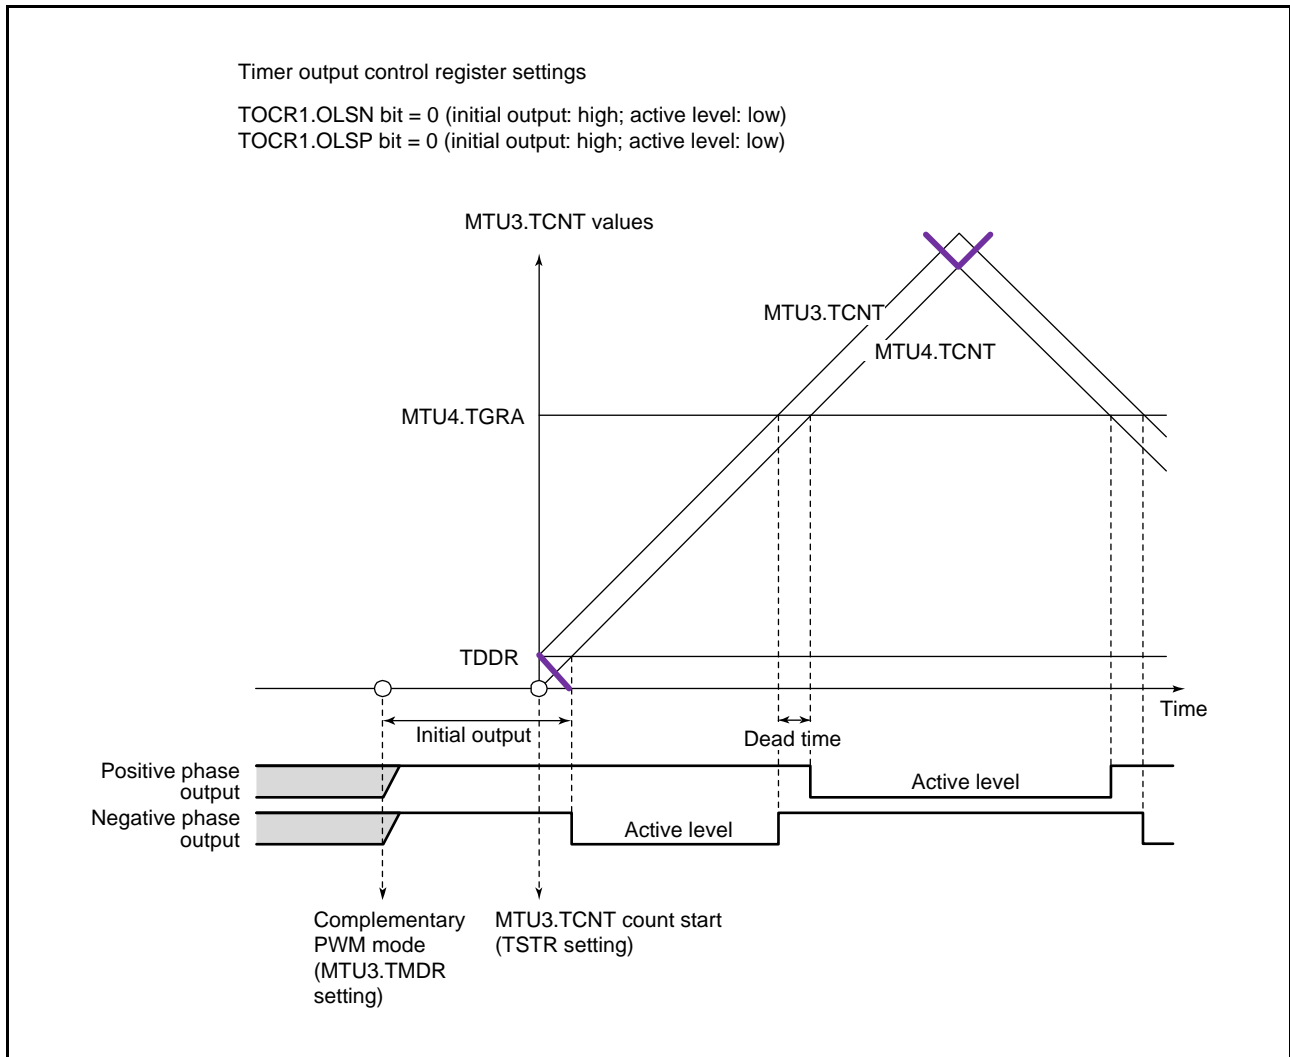 Timer output control register settings
TOCR1.OLSN bit = 0 (initial output: high; active level: low)
TOCR1.OLSP bit = 0 (initial output: high; active level: low)
MTU3.TCNT values
MTU3.TCNT
MTU4.TCNT
MTU4.TGRA
TDDR
Time
Initial output
Dead time
Positive phase
output
Active level
Negative phase
output
Active level
Complementary
PWM mode
(MTU3.TMDR
setting)
MTU3.TCNT count start
(TSTR setting)